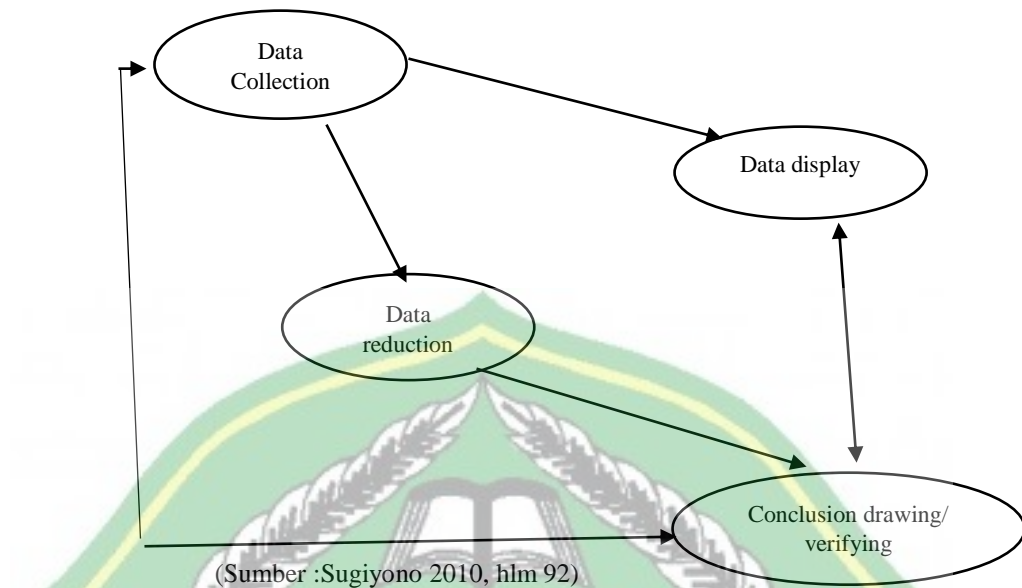 Data
Collection
Data display
Data
reduction
Conclusion drawing/
verifying
(Sumber :Sugiyono 2010, hlm 92)